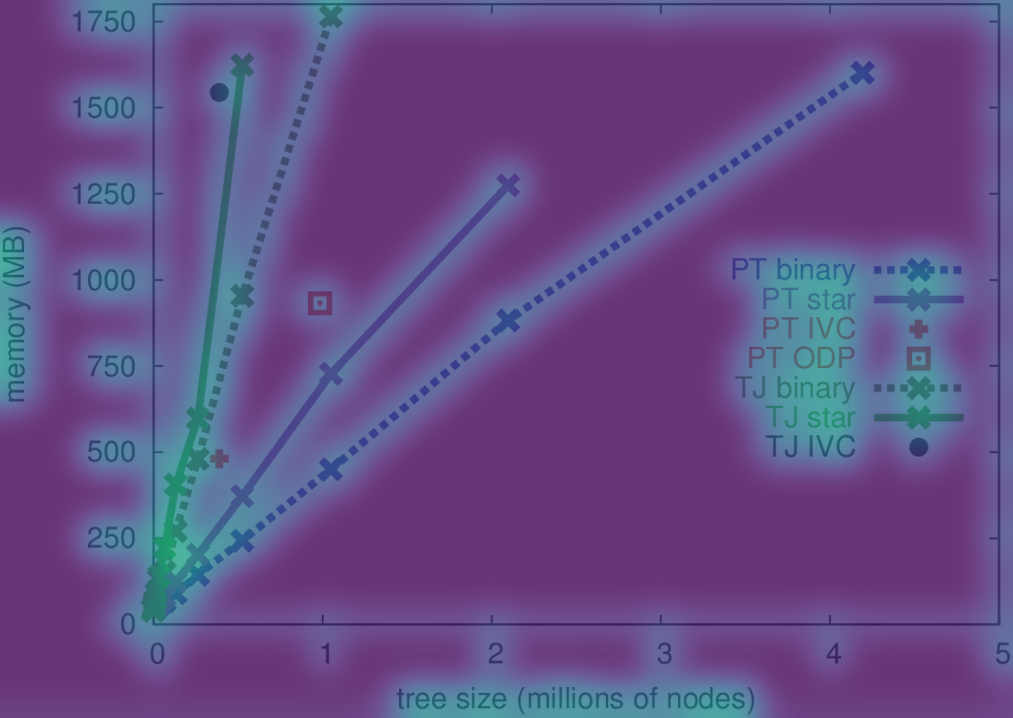 1750
1500
1250
1000
750
500
250
0
memory (MB)
PT binary
PT star
PT IVC
PT ODP
TJ binary
TJ star
TJ IVC
0 1 2 3 4 5
tree size (millions of nodes)